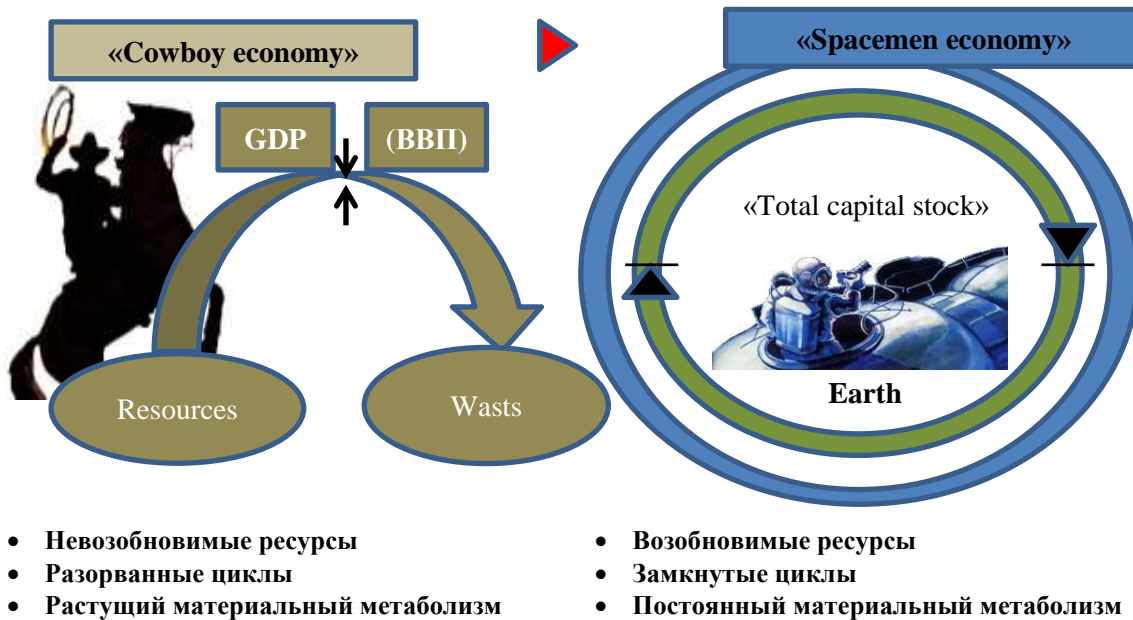 «Cowboy economy»
«Spacemen economy»
GDP
(ВВП)
«Total capital stock»
Earth
Resources
Wasts
• Невозобновимые ресурсы
• Разорванные циклы
• Растущий материальный метаболизм
• Возобновимые ресурсы
• Замкнутые циклы
• Постоянный материальный метаболизм